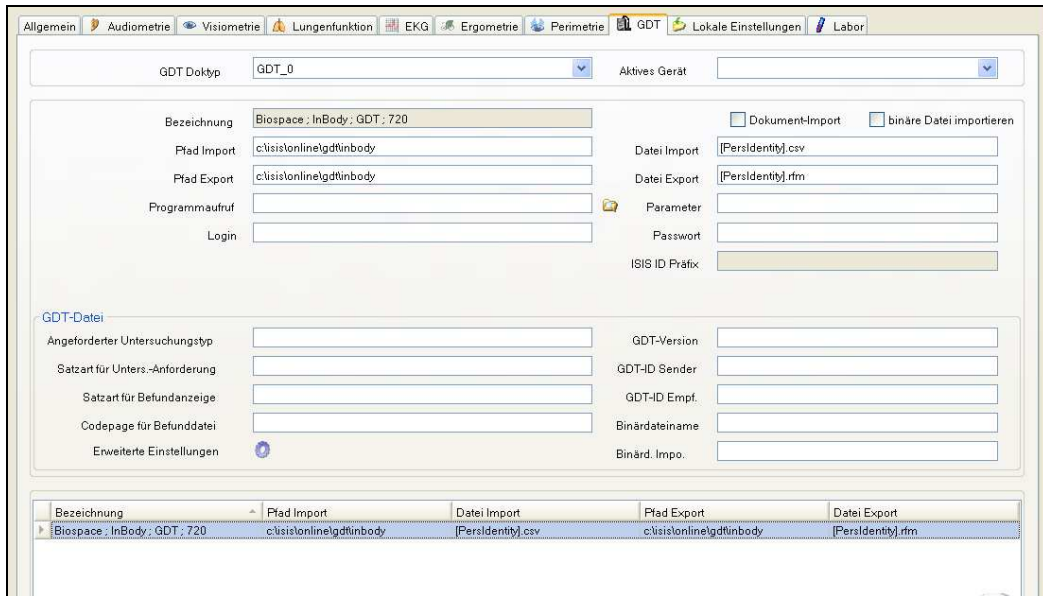 Allgemein Audiometrie Visiometrie Lungenfunktion EKG Ergometrie Perimetrie GDT Lokale Einstellungen Labor
GDT Doktyp GDT_0 Aktives Gerät
Bezeichnung Biospace ; InBody ; GDT ; 720 Dokument-Import binäre Datei importieren
Pfad Import c:\isis\online\gdt\inbody Datei Import [PersIdentity].csv
Pfad Export c:\isis\online\gdt\inbody Datei Export [PersIdentity].rfm
Programmaufruf Parameter
Login Passwort
ISIS ID Präfix
GDT-Datei
Angeforderter Untersuchungstyp GDT-Version
Satzart für Unters.-Anforderung GDT-ID Sender
Satzart für Befundanzeige GDT-ID Empf.
Codepage für Befunddatei Binärdateiname
Erweiterte Einstellungen Binärd. Impo.
Bezeichnung Pfad Import Datei Import Pfad Export Datei Export
Biospace ; InBody ; GDT ; 720 c:\isis\online\gdt\inbody [PersIdentity].csv c:\isis\online\gdt\inbody [PersIdentity].rfm